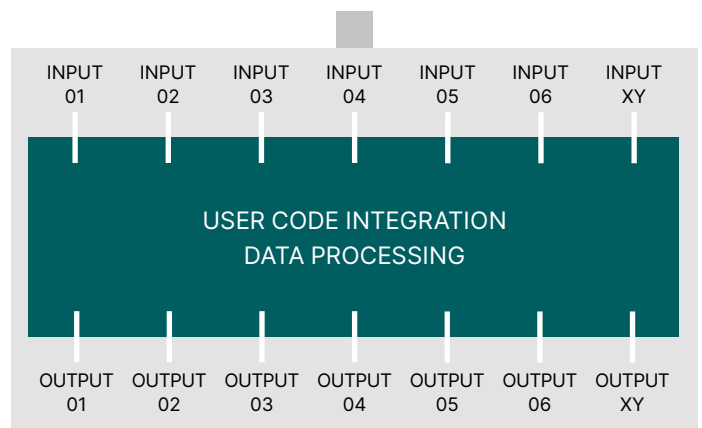 INPUT INPUT INPUT INPUT INPUT INPUT INPUT
01 02 03 04 05 06 XY
USER CODE INTEGRATION
DATA PROCESSING
OUTPUT OUTPUT OUTPUT OUTPUT OUTPUT OUTPUT OUTPUT
01 02 03 04 05 06 XY